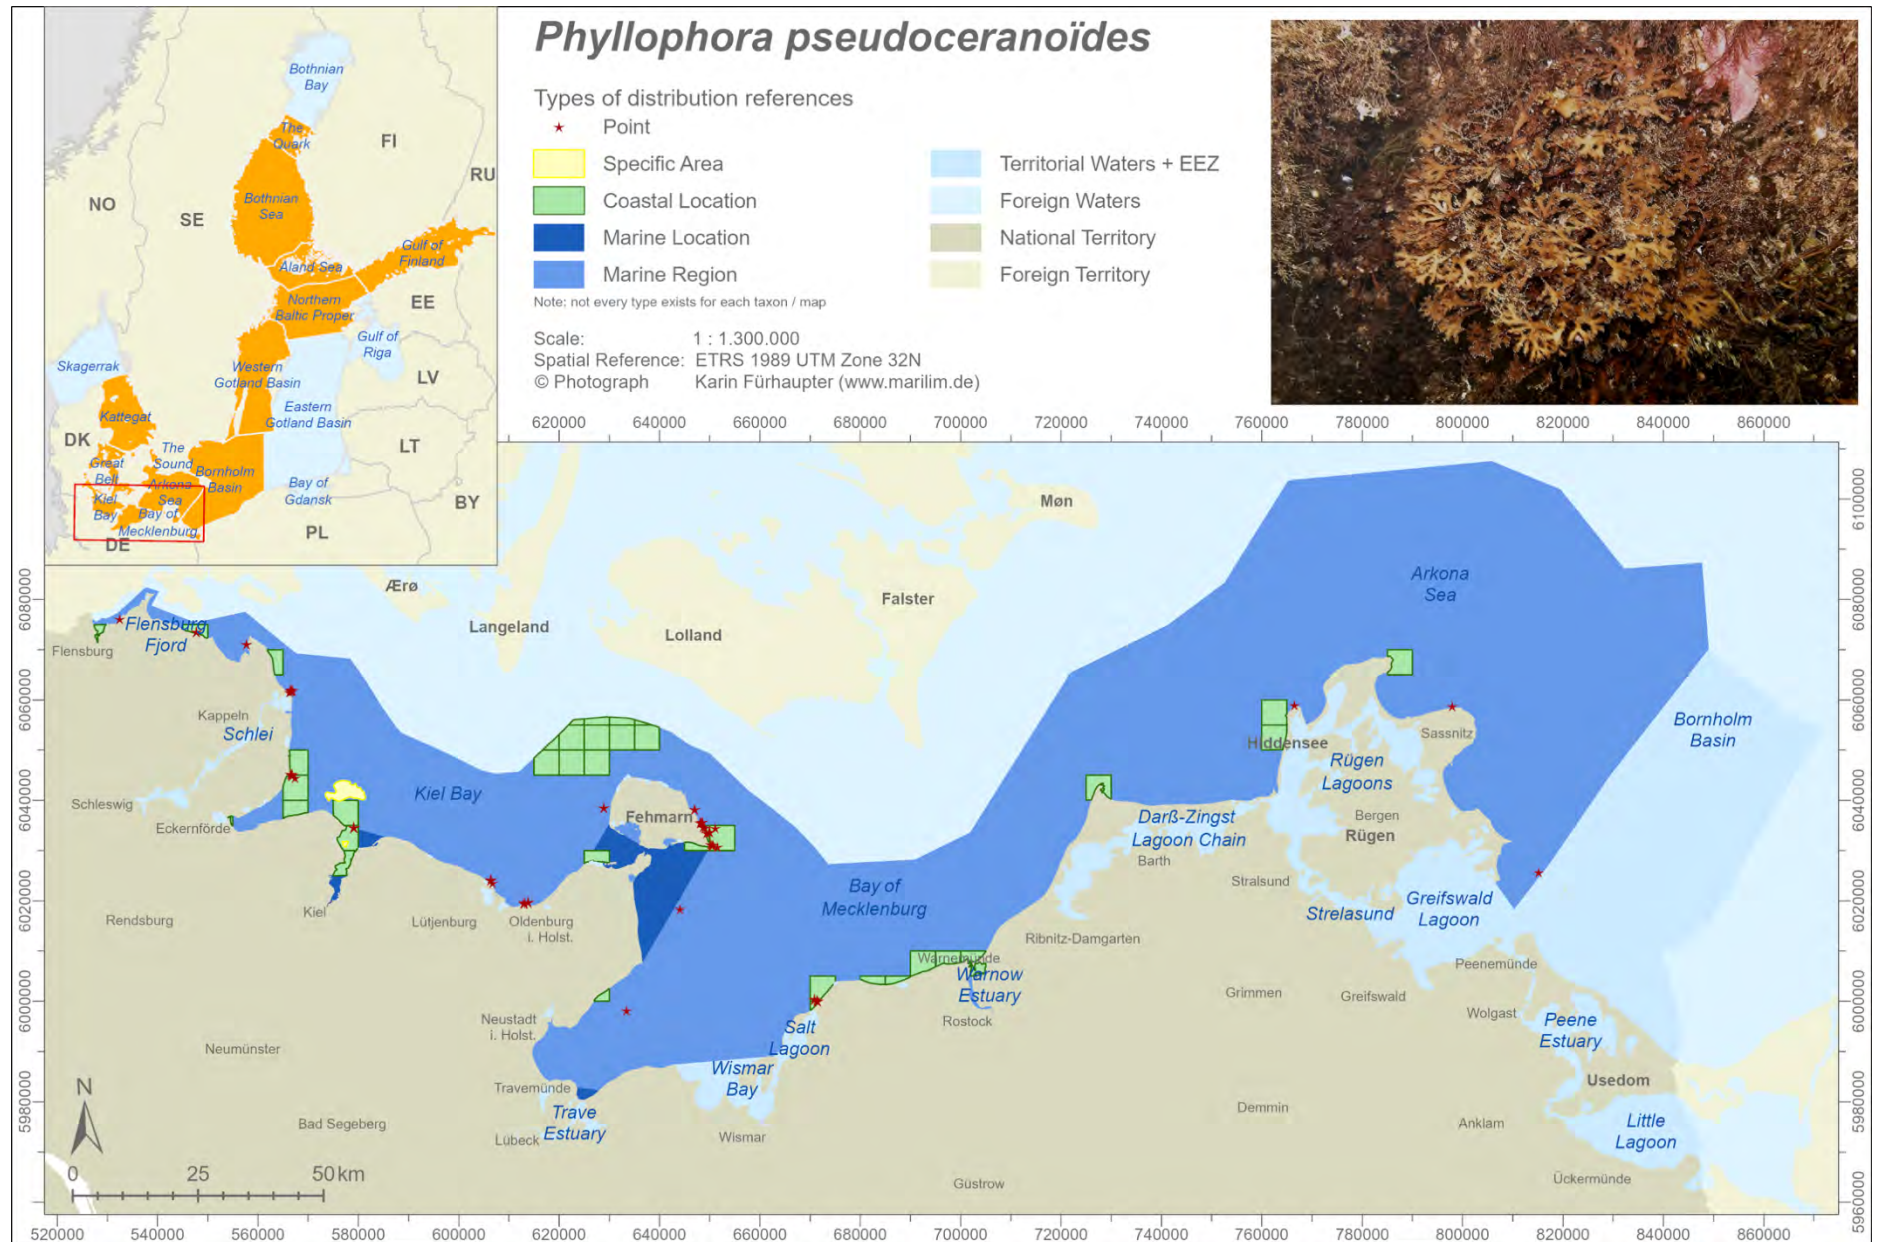 Phyllophora pseudoceranoïdes
Types of distribution references
Point
Specific Area
Coastal Location
Marine Location
Marine Region
Territorial Waters + EEZ
Foreign Waters
National Territory
Foreign Territory
Note: not every type exists for each taxon / map
Scale: 1 : 1.300.000
Spatial Reference: ETRS 1989 UTM Zone 32N
© Photograph Karin Fürhaupter (www.marilim.de)
Bothnian
Bay
The
Quark
FI
RU
NO
SE
Bothnian
Sea
Gulf of
Finland
Aland Sea
Northern
Baltic Proper
EE
Gulf of
Riga
Skagerrak
Western
Gotland Basin
LV
Kattegat
Eastern
Gotland Basin
DK
The
Sound
LT
Great
Belt
Bornholm
Basin
Arkona
Sea
Kiel
Bay
Bay of
Mecklenburg
Bay of
Gdansk
BY
DE
PL
620000 640000 660000 680000 700000 720000 740000 760000 780000 800000 820000 840000 860000
6100000
6080000
6060000
6040000
6020000
6000000
5980000
5960000
6080000
6060000
6040000
6020000
6000000
5980000
Møn
Ærø
Langeland
Lolland
Falster
Arkona
Sea
Flensburg
Fjord
Flensburg
Kappeln
Schlei
Schleswig
Eckernförde
Kiel Bay
Fehmarn
Hiddensee
Sassnitz
Rügen
Lagoons
Bergen
Rügen
Bornholm
Basin
Darß-Zingst
Lagoon Chain
Barth
Stralsund
Strelasund
Greifswald
Lagoon
Bay of
Mecklenburg
Rendsburg
Kiel
Lütjenburg
Oldenburg
i. Holst.
Ribnitz-Damgarten
Warnemünde
Warnow
Estuary
Rostock
Peenemünde
Grimmen
Greifswald
Wolgast
Peene
Estuary
Neustadt
i. Holst.
Salt
Lagoon
Neumünster
Wismar
Bay
Travemünde
Usedom
Trave
Estuary
Bad Segeberg
Lübeck
Wismar
Demmin
Anklam
Little
Lagoon
Güstrow
Ückermünde
N
0 25 50 km
520000 540000 560000 580000 600000 620000 640000 660000 680000 700000 720000 740000 760000 780000 800000 820000 840000 860000